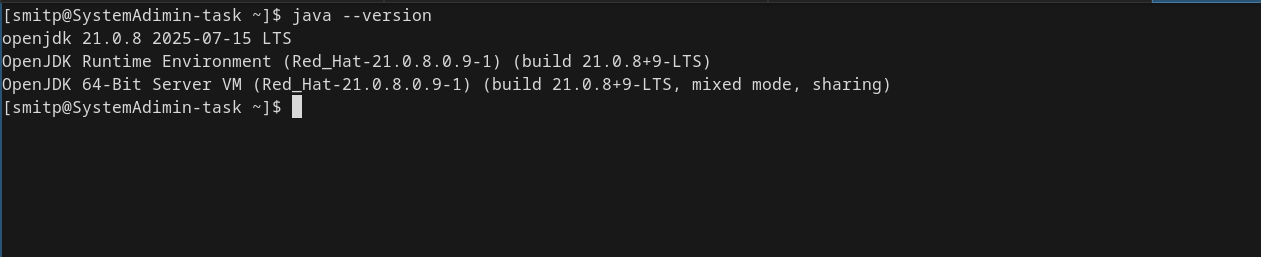 [smitp@SystemAdimin-task ~]$ java --version
openjdk 21.0.8 2025-07-15 LTS
OpenJDK Runtime Environment (Red_Hat-21.0.8.0.9-1) (build 21.0.8+9-LTS)
OpenJDK 64-Bit Server VM (Red_Hat-21.0.8.0.9-1) (build 21.0.8+9-LTS, mixed mode, sharing)
[smitp@SystemAdimin-task ~]$